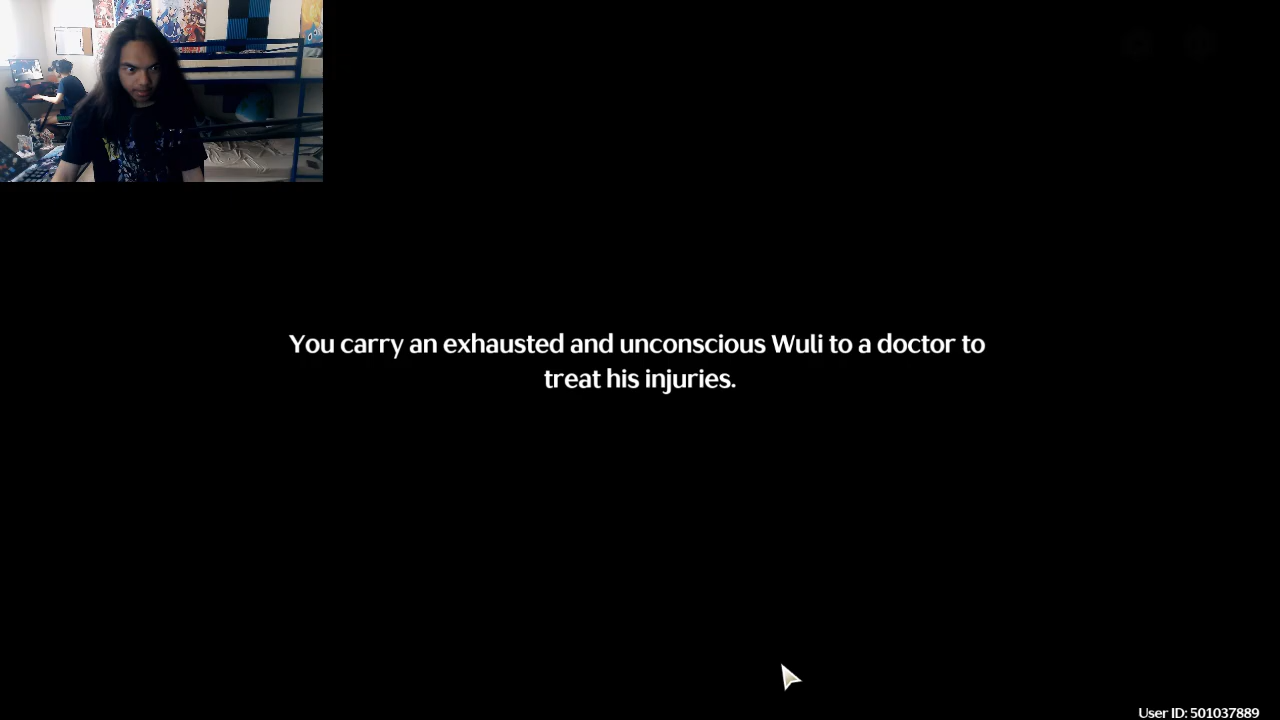 You carry an exhausted and unconscious Wuli to a doctor to
treat his injuries.
User ID: 501037889